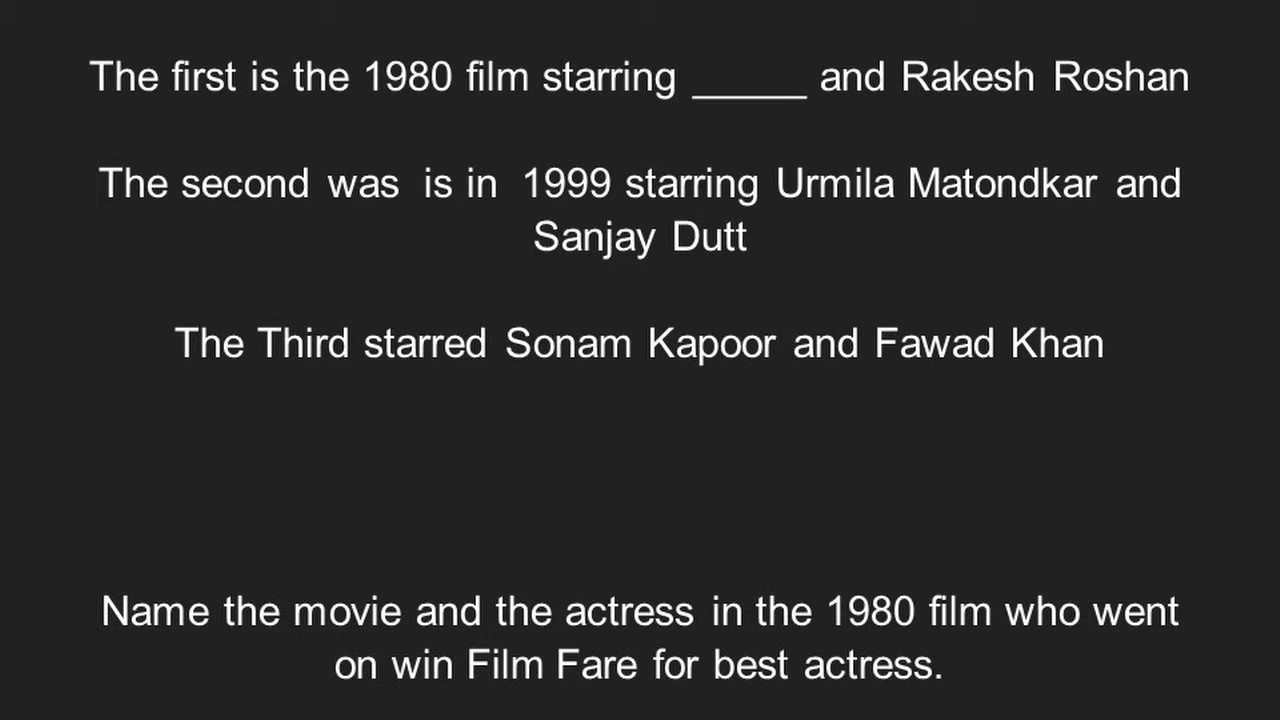 The first is the 1980 film starring _____ and Rakesh Roshan
The second was is in 1999 starring Urmila Matondkar and
Sanjay Dutt
The Third starred Sonam Kapoor and Fawad Khan
Name the movie and the actress in the 1980 film who went
on win Film Fare for best actress.